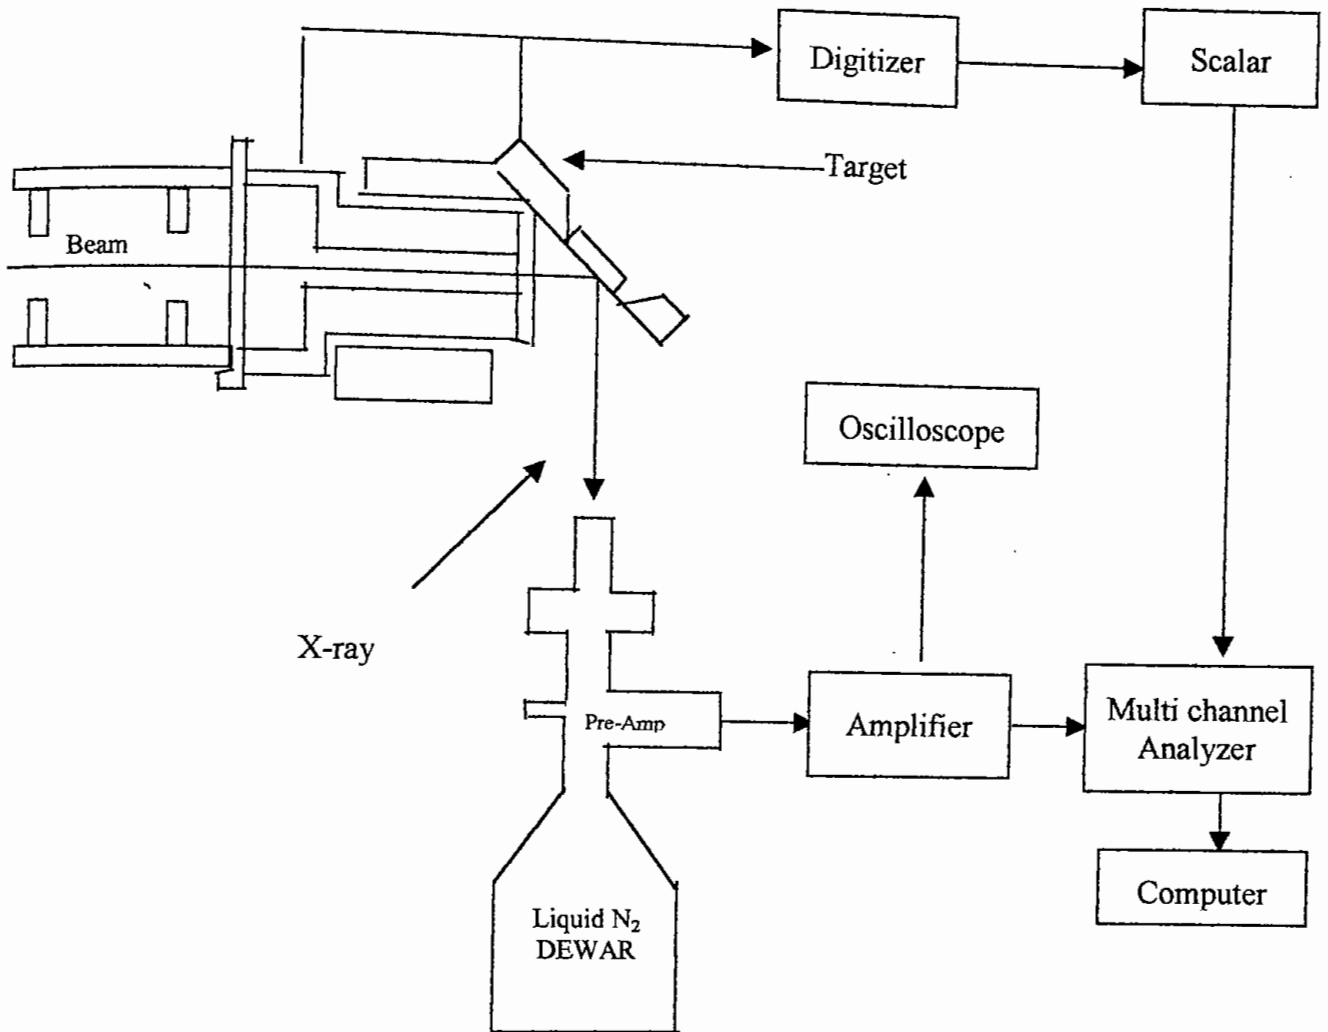 Digitizer
Scalar
Target
Beam
Oscilloscope
X-ray
Pre-Amp
Amplifier
Multi channel
Analyzer
Computer
Liquid N₂
DEWAR